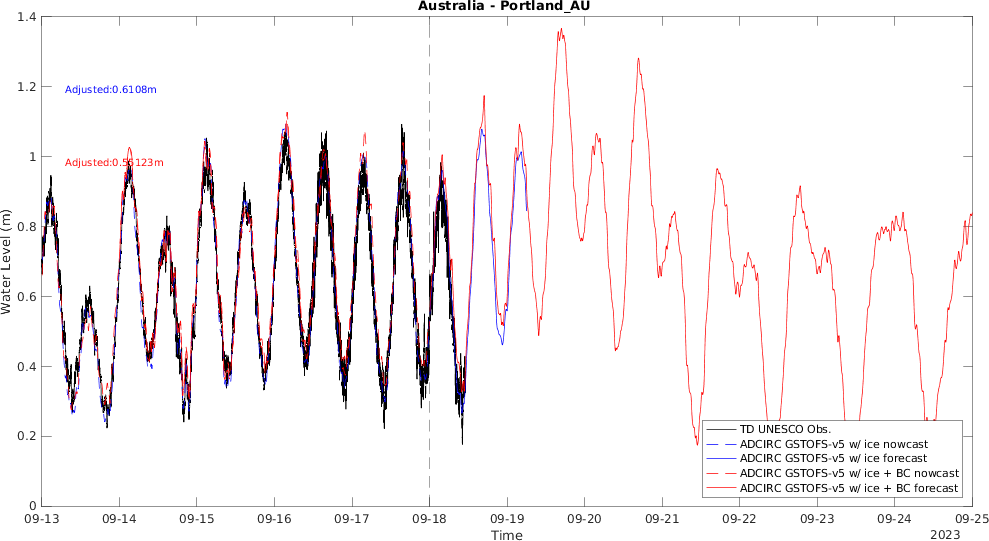 Australia - Portland_AU
1.4
1.2
1
0.8
0.6
0.4
0.2
0
Water Level (m)
Adjusted:0.6108m
TD UNESCO Obs.
ADCIRC GSTOFS-v5 w/ ice nowcast
ADCIRC GSTOFS-v5 w/ ice forecast
ADCIRC GSTOFS-v5 w/ ice + BC nowcast
ADCIRC GSTOFS-v5 w/ ice + BC forecast
09-13 09-14 09-15 09-16 09-17 09-18 09-19 09-20 09-21 09-22 09-23 09-24 09-25
2023
Time